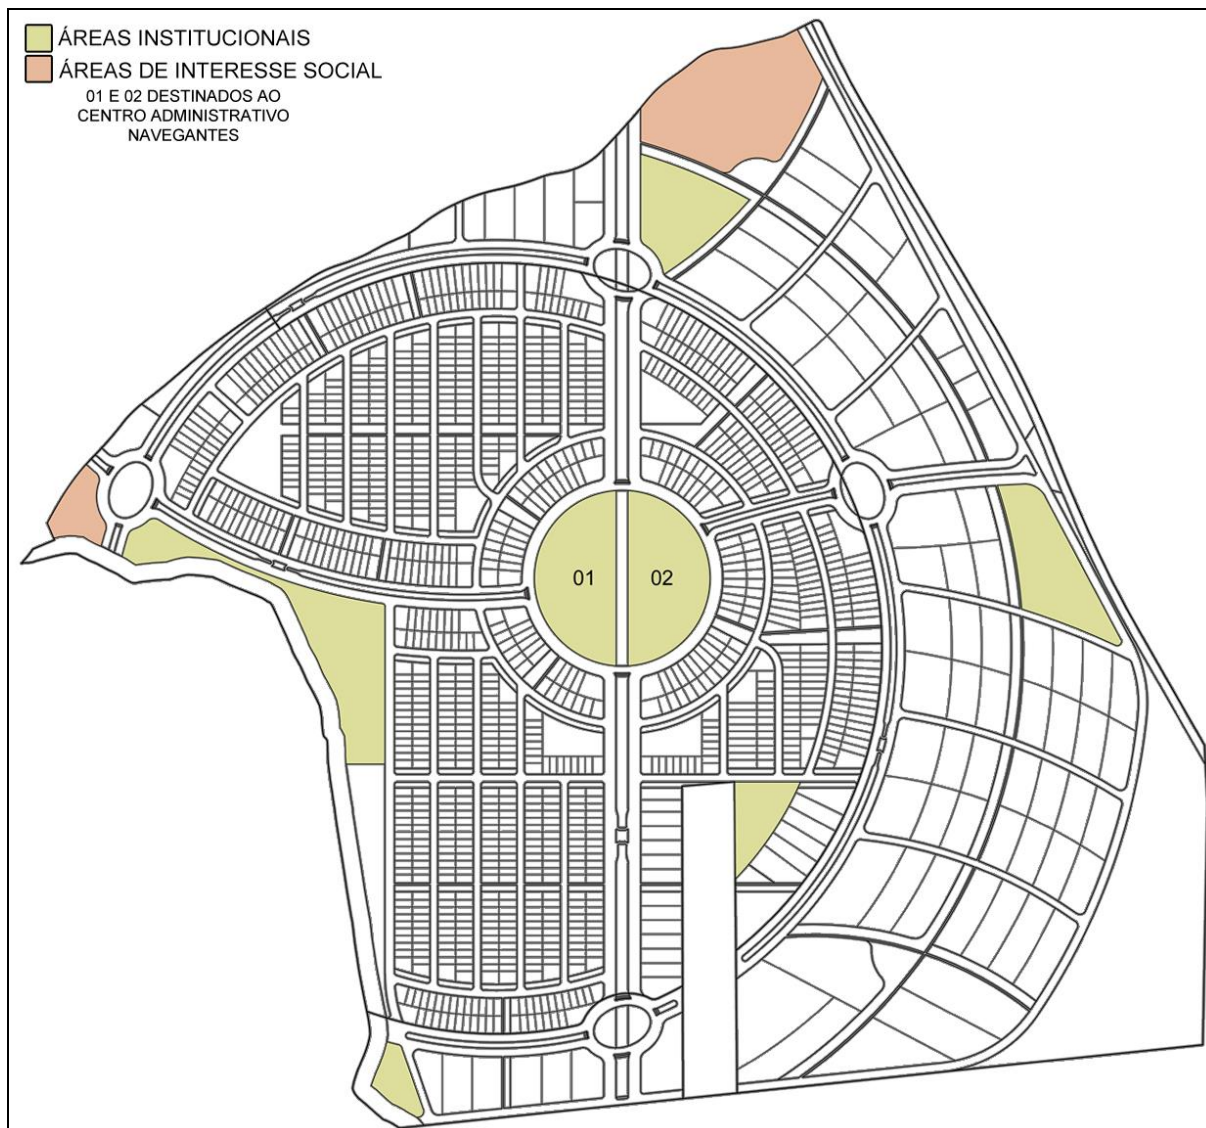 ÁREAS INSTITUCIONAIS
ÁREAS DE INTERESSE SOCIAL
01 E 02 DESTINADOS AO
CENTRO ADMINISTRATIVO
NAVEGANTES
01
02